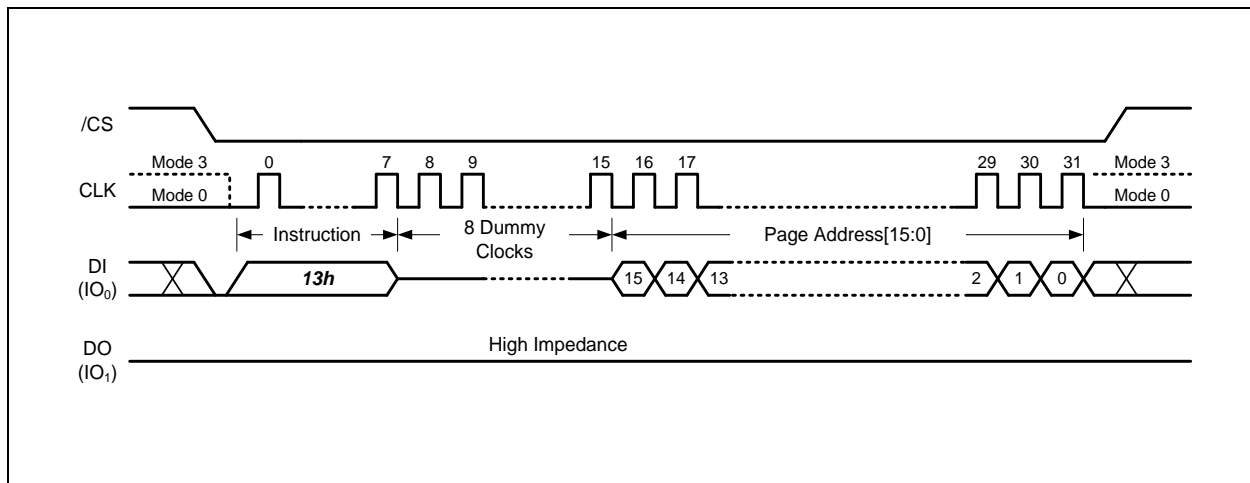 /CS
Mode 3 0 7 8 9 15 16 17 29 30 31 Mode 3
CLK
Mode 0 Mode 0
Instruction 8 Dummy Clocks Page Address[15:0]
DI
(IO0)
13h 15 14 13 2 1 0
DO
(IO1)
High Impedance